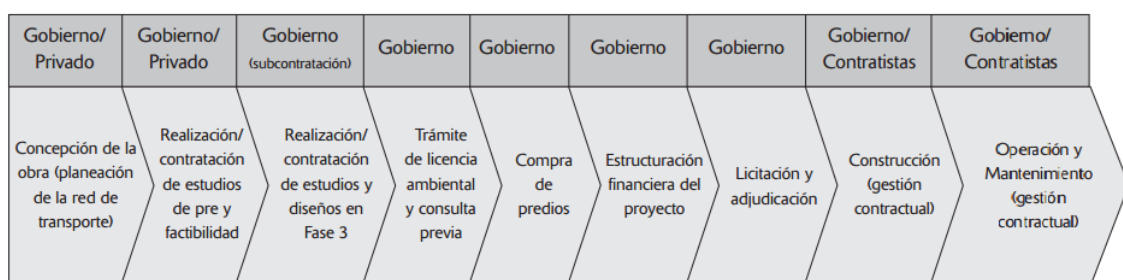 Gobierno/
Privado
Gobierno/
Privado
Gobierno
(subcontratación)
Gobierno
Gobierno
Gobierno
Gobierno
Gobierno/
Contratistas
Gobierno/
Contratistas
Concepción de la
obra (planeación
de la red de
transporte)
Realización/
contratación
de estudios
de pre y
factibilidad
Realización/
contratación
de estudios y
diseños en
Fase 3
Trámite
de licencia
ambiental
y consulta
previa
Compra
de
predios
Estructuración
financiera del
proyecto
Licitación y
adjudicación
Construcción
(gestión
contractual)
Operación y
Mantenimiento
(gestión
contractual)